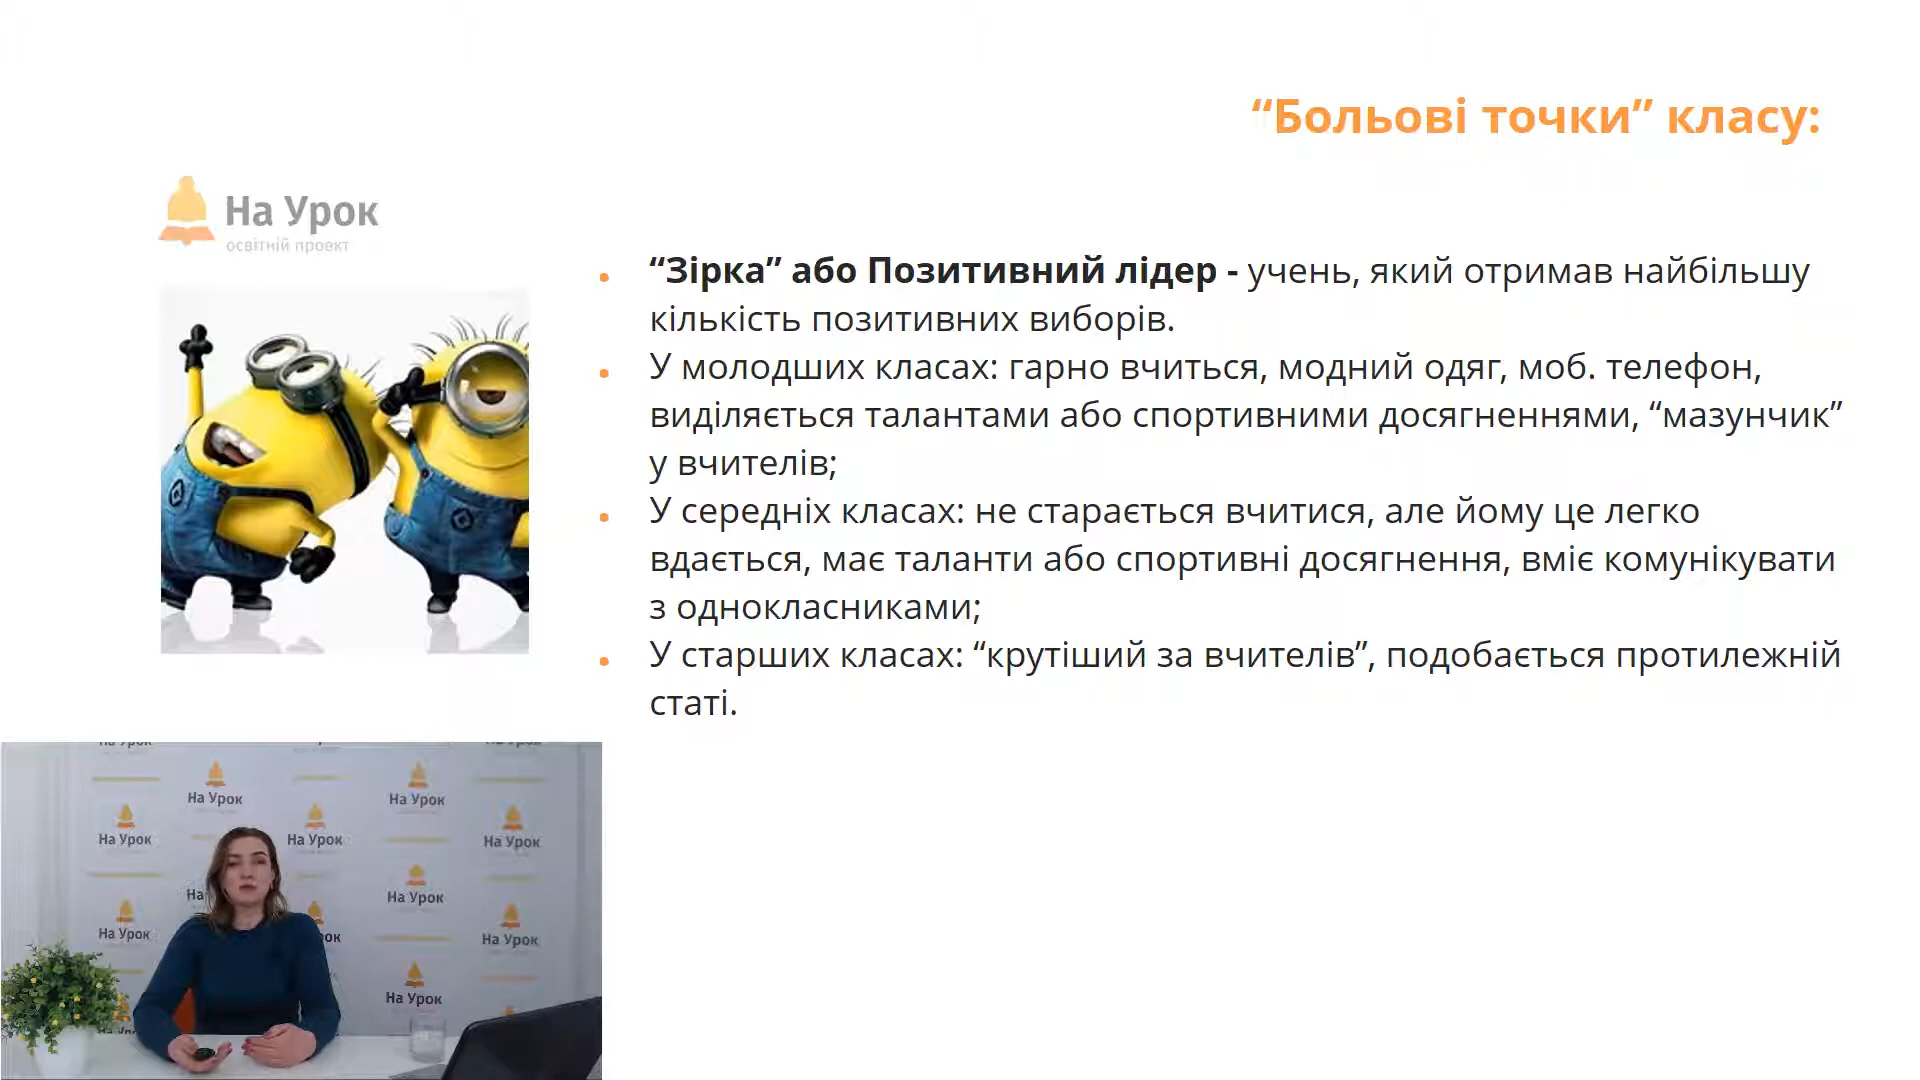 “Больові точки” класу:
На Урок
освітній проект
“Зірка” або Позитивний лідер - учень, який отримав найбільшу
кількість позитивних виборів.
У молодших класах: гарно вчиться, модний одяг, моб. телефон,
виділяється талантами або спортивними досягненнями, “мазунчик”
у вчителів;
У середніх класах: не старається вчитися, але йому це легко
вдається, має таланти або спортивні досягнення, вміє комунікувати
з однокласниками;
У старших класах: “крутіший за вчителів”, подобається протилежній
статі.
На Урок
На Урок
На Урок
На Урок
На Урок
На
На Урок
На Урок
На Урок
На Урок